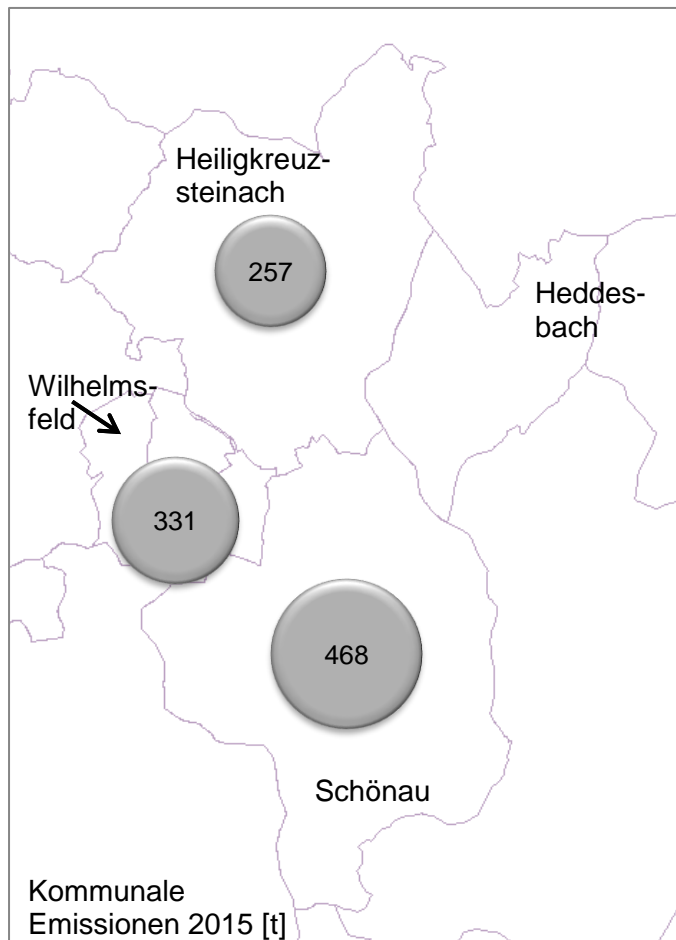 Heiligkreuz-
steinach
257
Heddes-
bach
Wilhelms-
feld
331
468
Schönau
Kommunale
Emissionen 2015 [t]